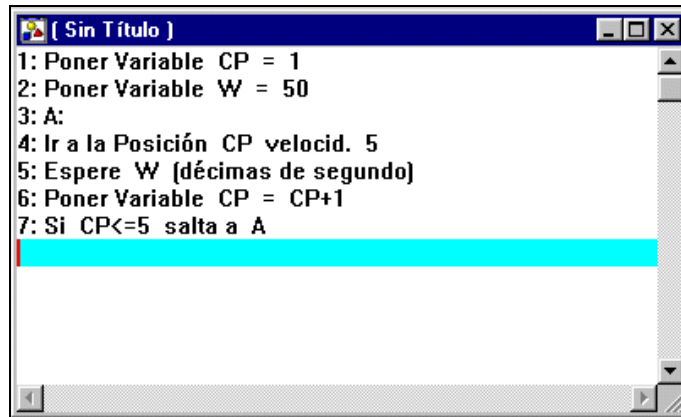 ( Sin Título )
1: Poner Variable CP = 1
2: Poner Variable W = 50
3: A:
4: Ir a la Posición CP velocid. 5
5: Espere W (décimas de segundo)
6: Poner Variable CP = CP+1
7: Si CP<=5 salta a A